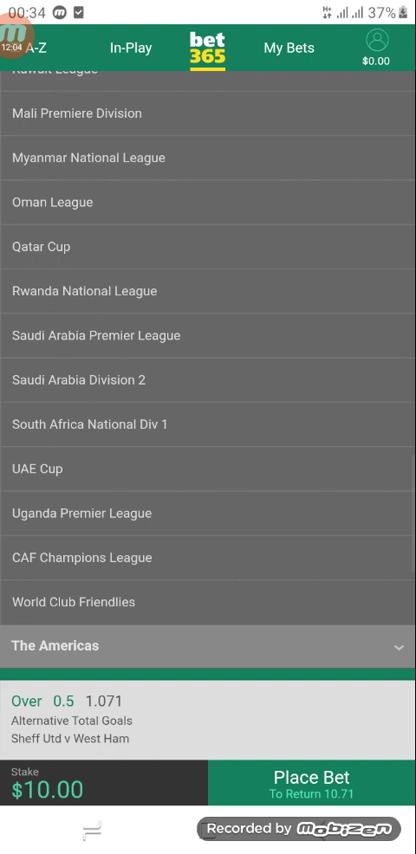 00:34
37%
12:04
A-Z
In-Play
bet
365
My Bets
$0.00
Kuwait League
Mali Premiere Division
Myanmar National League
Oman League
Qatar Cup
Rwanda National League
Saudi Arabia Premier League
Saudi Arabia Division 2
South Africa National Div 1
UAE Cup
Uganda Premier League
CAF Champions League
World Club Friendlies
The Americas
Over 0.5 1.071
Alternative Total Goals
Sheff Utd v West Ham
Stake
$10.00
Place Bet
To Return 10.71
Recorded by mobizen